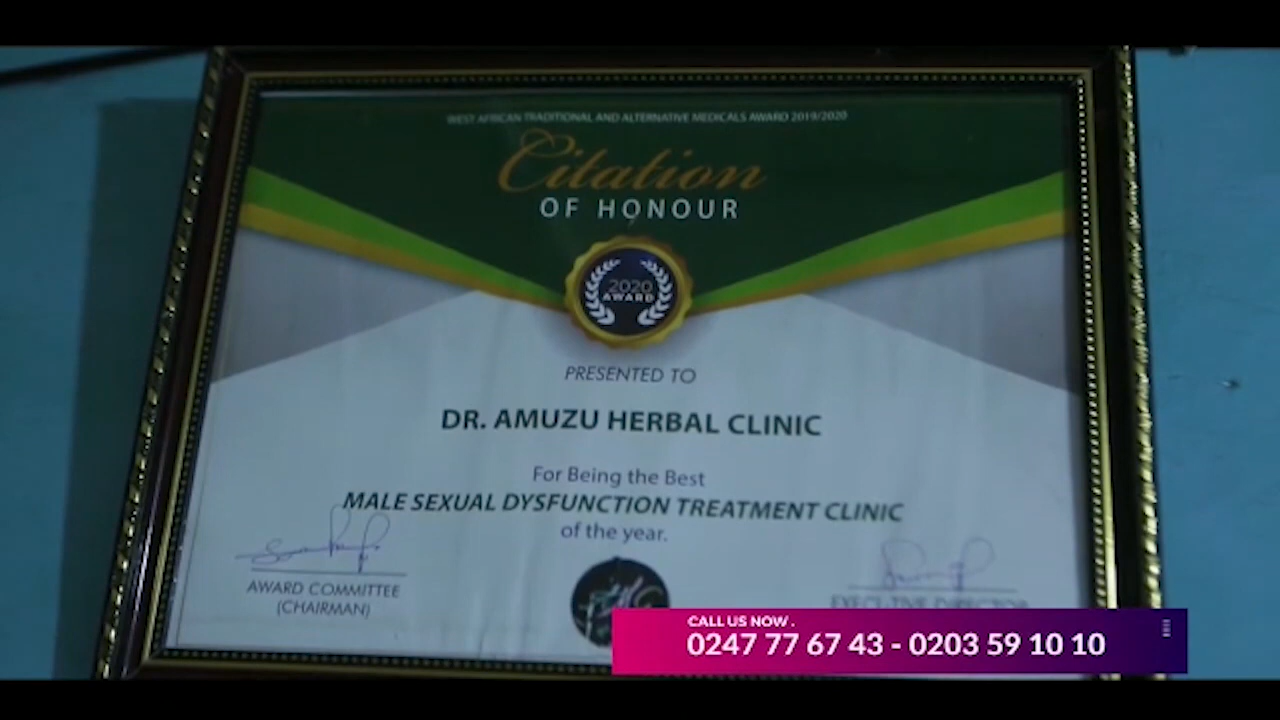 WEST AFRICAN TRADITIONAL AND ALTERNATIVE MEDICALS AWARD 2019/2020
Citation
OF HONOUR
2020
AWARD
PRESENTED TO
DR. AMUZU HERBAL CLINIC
For Being the Best
MALE SEXUAL DYSFUNCTION TREATMENT CLINIC
of the year.
AWARD COMMITTEE
(CHAIRMAN)
EXECUTIVE DIRECTOR
CALL US NOW .
0247 77 67 43 - 0203 59 10 10